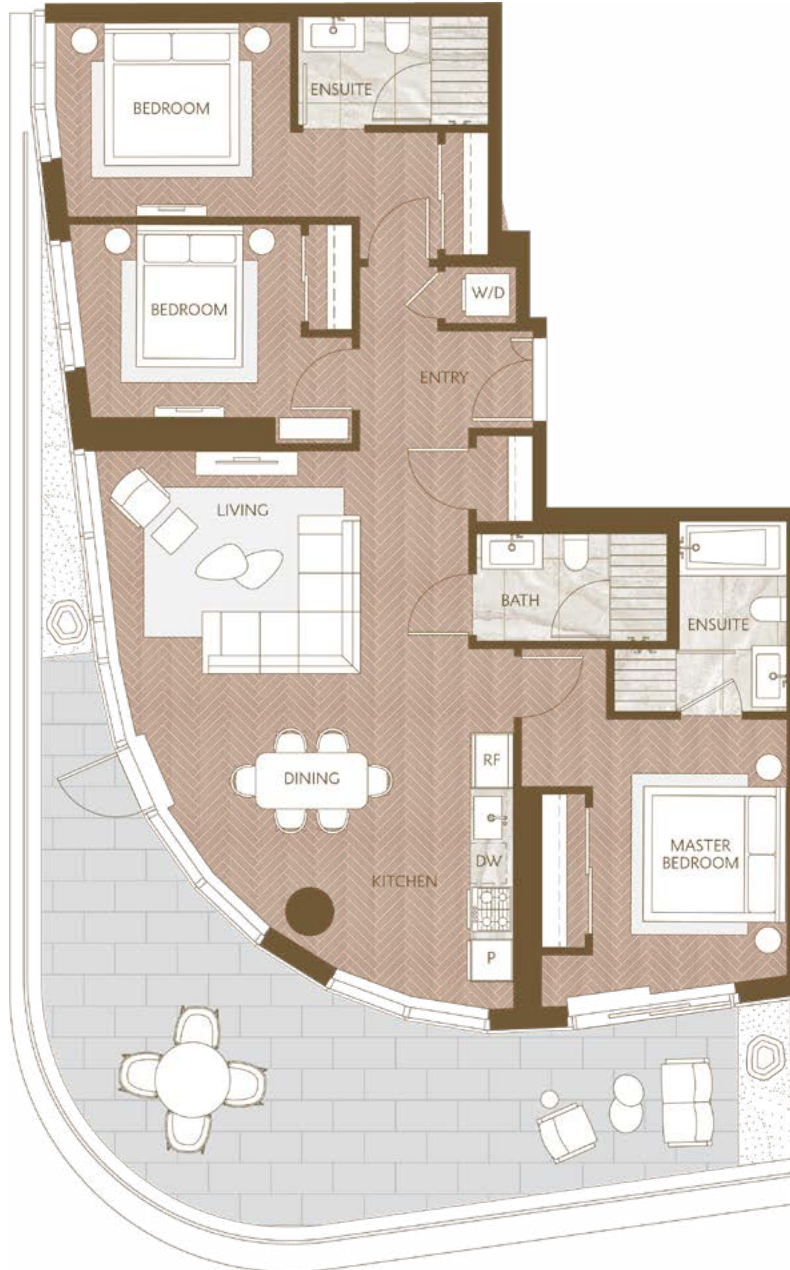 ENSUITE
BEDROOM
W/D
BEDROOM
ENTRY
LIVING
BATH
ENSUITE
RF
DINING
MASTER
BEDROOM
DW
KITCHEN
P